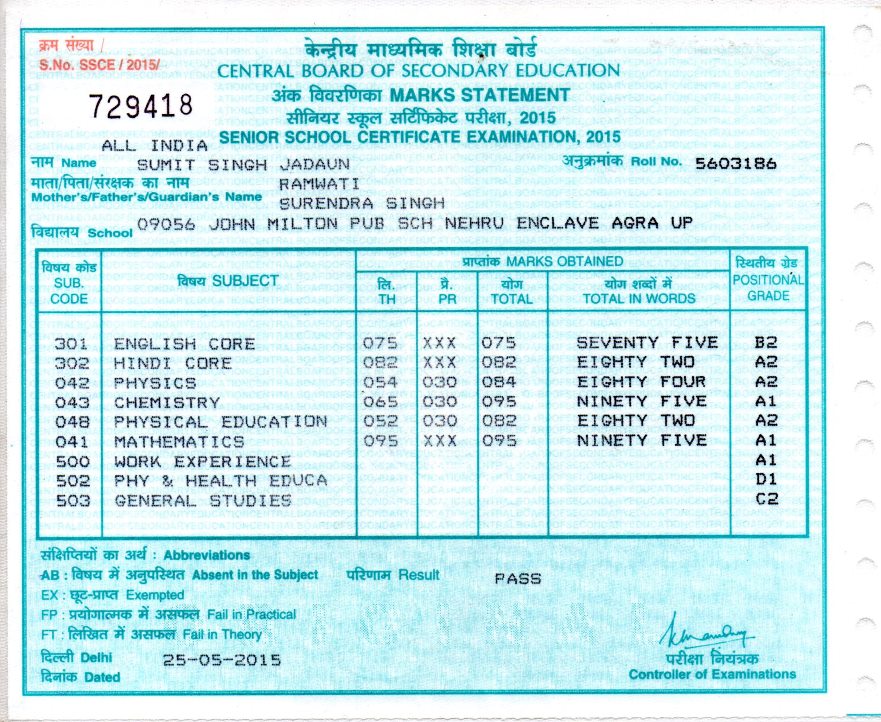 क्रम संख्या /
S.No. SSCE / 2015/
केन्द्रीय माध्यमिक शिक्षा बोर्ड
CENTRAL BOARD OF SECONDARY EDUCATION
729418
अंक विवरणिका MARKS STATEMENT
सीनियर स्कूल सर्टिफिकेट परीक्षा, 2015
ALL INDIA SENIOR SCHOOL CERTIFICATE EXAMINATION, 2015
नाम Name SUMIT SINGH JADAUN अनुक्रमांक Roll No. 5603186
माता/पिता/संरक्षक का नाम RAMWATI
Mother's/Father's/Guardian's Name SURENDRA SINGH
विद्यालय School 09056 JOHN MILTON PUB SCH NEHRU ENCLAVE AGRA UP
विषय कोड विषय SUBJECT प्राप्तांक MARKS OBTAINED स्थितीय ग्रेड
SUB. CODE लि. TH प्रै. PR योग TOTAL योग शब्दों में TOTAL IN WORDS POSITIONAL GRADE
301 ENGLISH CORE 075 XXX 075 SEVENTY FIVE B2
302 HINDI CORE 082 XXX 082 EIGHTY TWO A2
042 PHYSICS 054 030 084 EIGHTY FOUR A2
043 CHEMISTRY 065 030 095 NINETY FIVE A1
048 PHYSICAL EDUCATION 052 030 082 EIGHTY TWO A2
041 MATHEMATICS 095 XXX 095 NINETY FIVE A1
500 WORK EXPERIENCE A1
502 PHY & HEALTH EDUCA D1
503 GENERAL STUDIES C2
संक्षिप्तियों का अर्थ : Abbreviations
AB : विषय में अनुपस्थित Absent in the Subject परिणाम Result PASS
EX : छूट-प्राप्त Exempted
FP : प्रयोगात्मक में असफल Fail in Practical
FT : लिखित में असफल Fail in Theory
दिल्ली Delhi 25-05-2015 परीक्षा नियंत्रक
दिनांक Dated Controller of Examinations